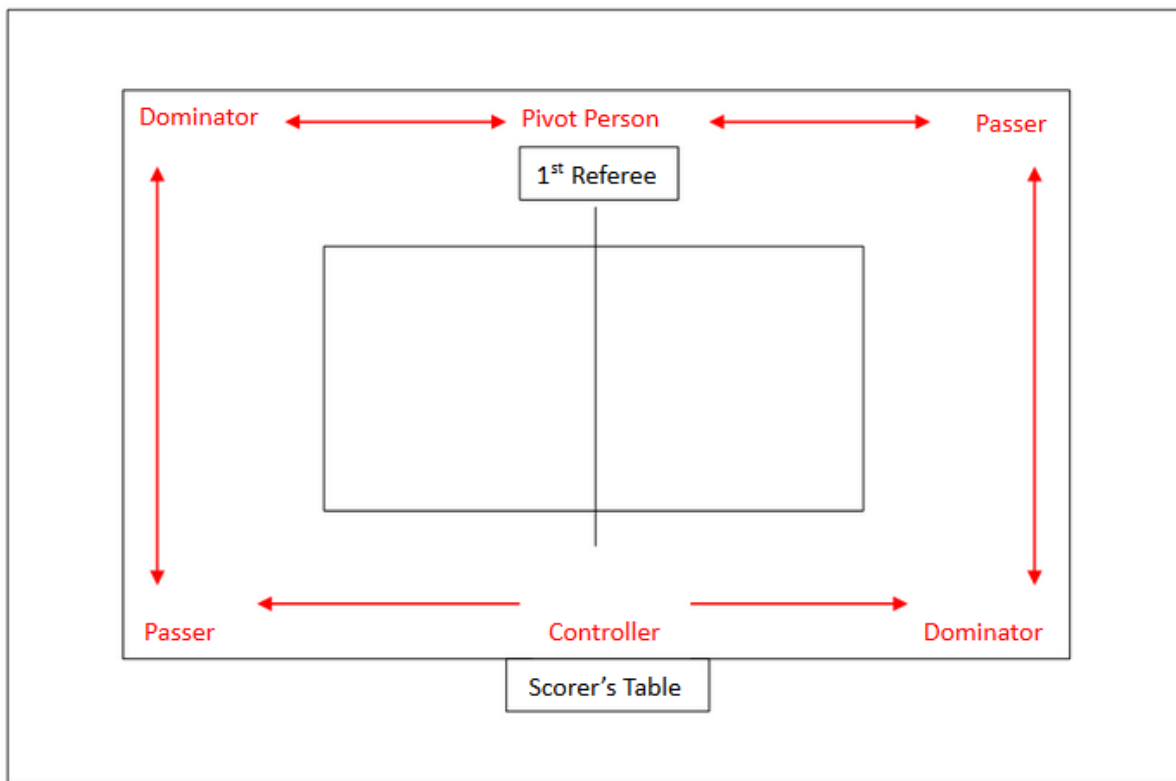 Dominator
Pivot Person
Passer
1st Referee
Passer
Controller
Dominator
Scorer’s Table